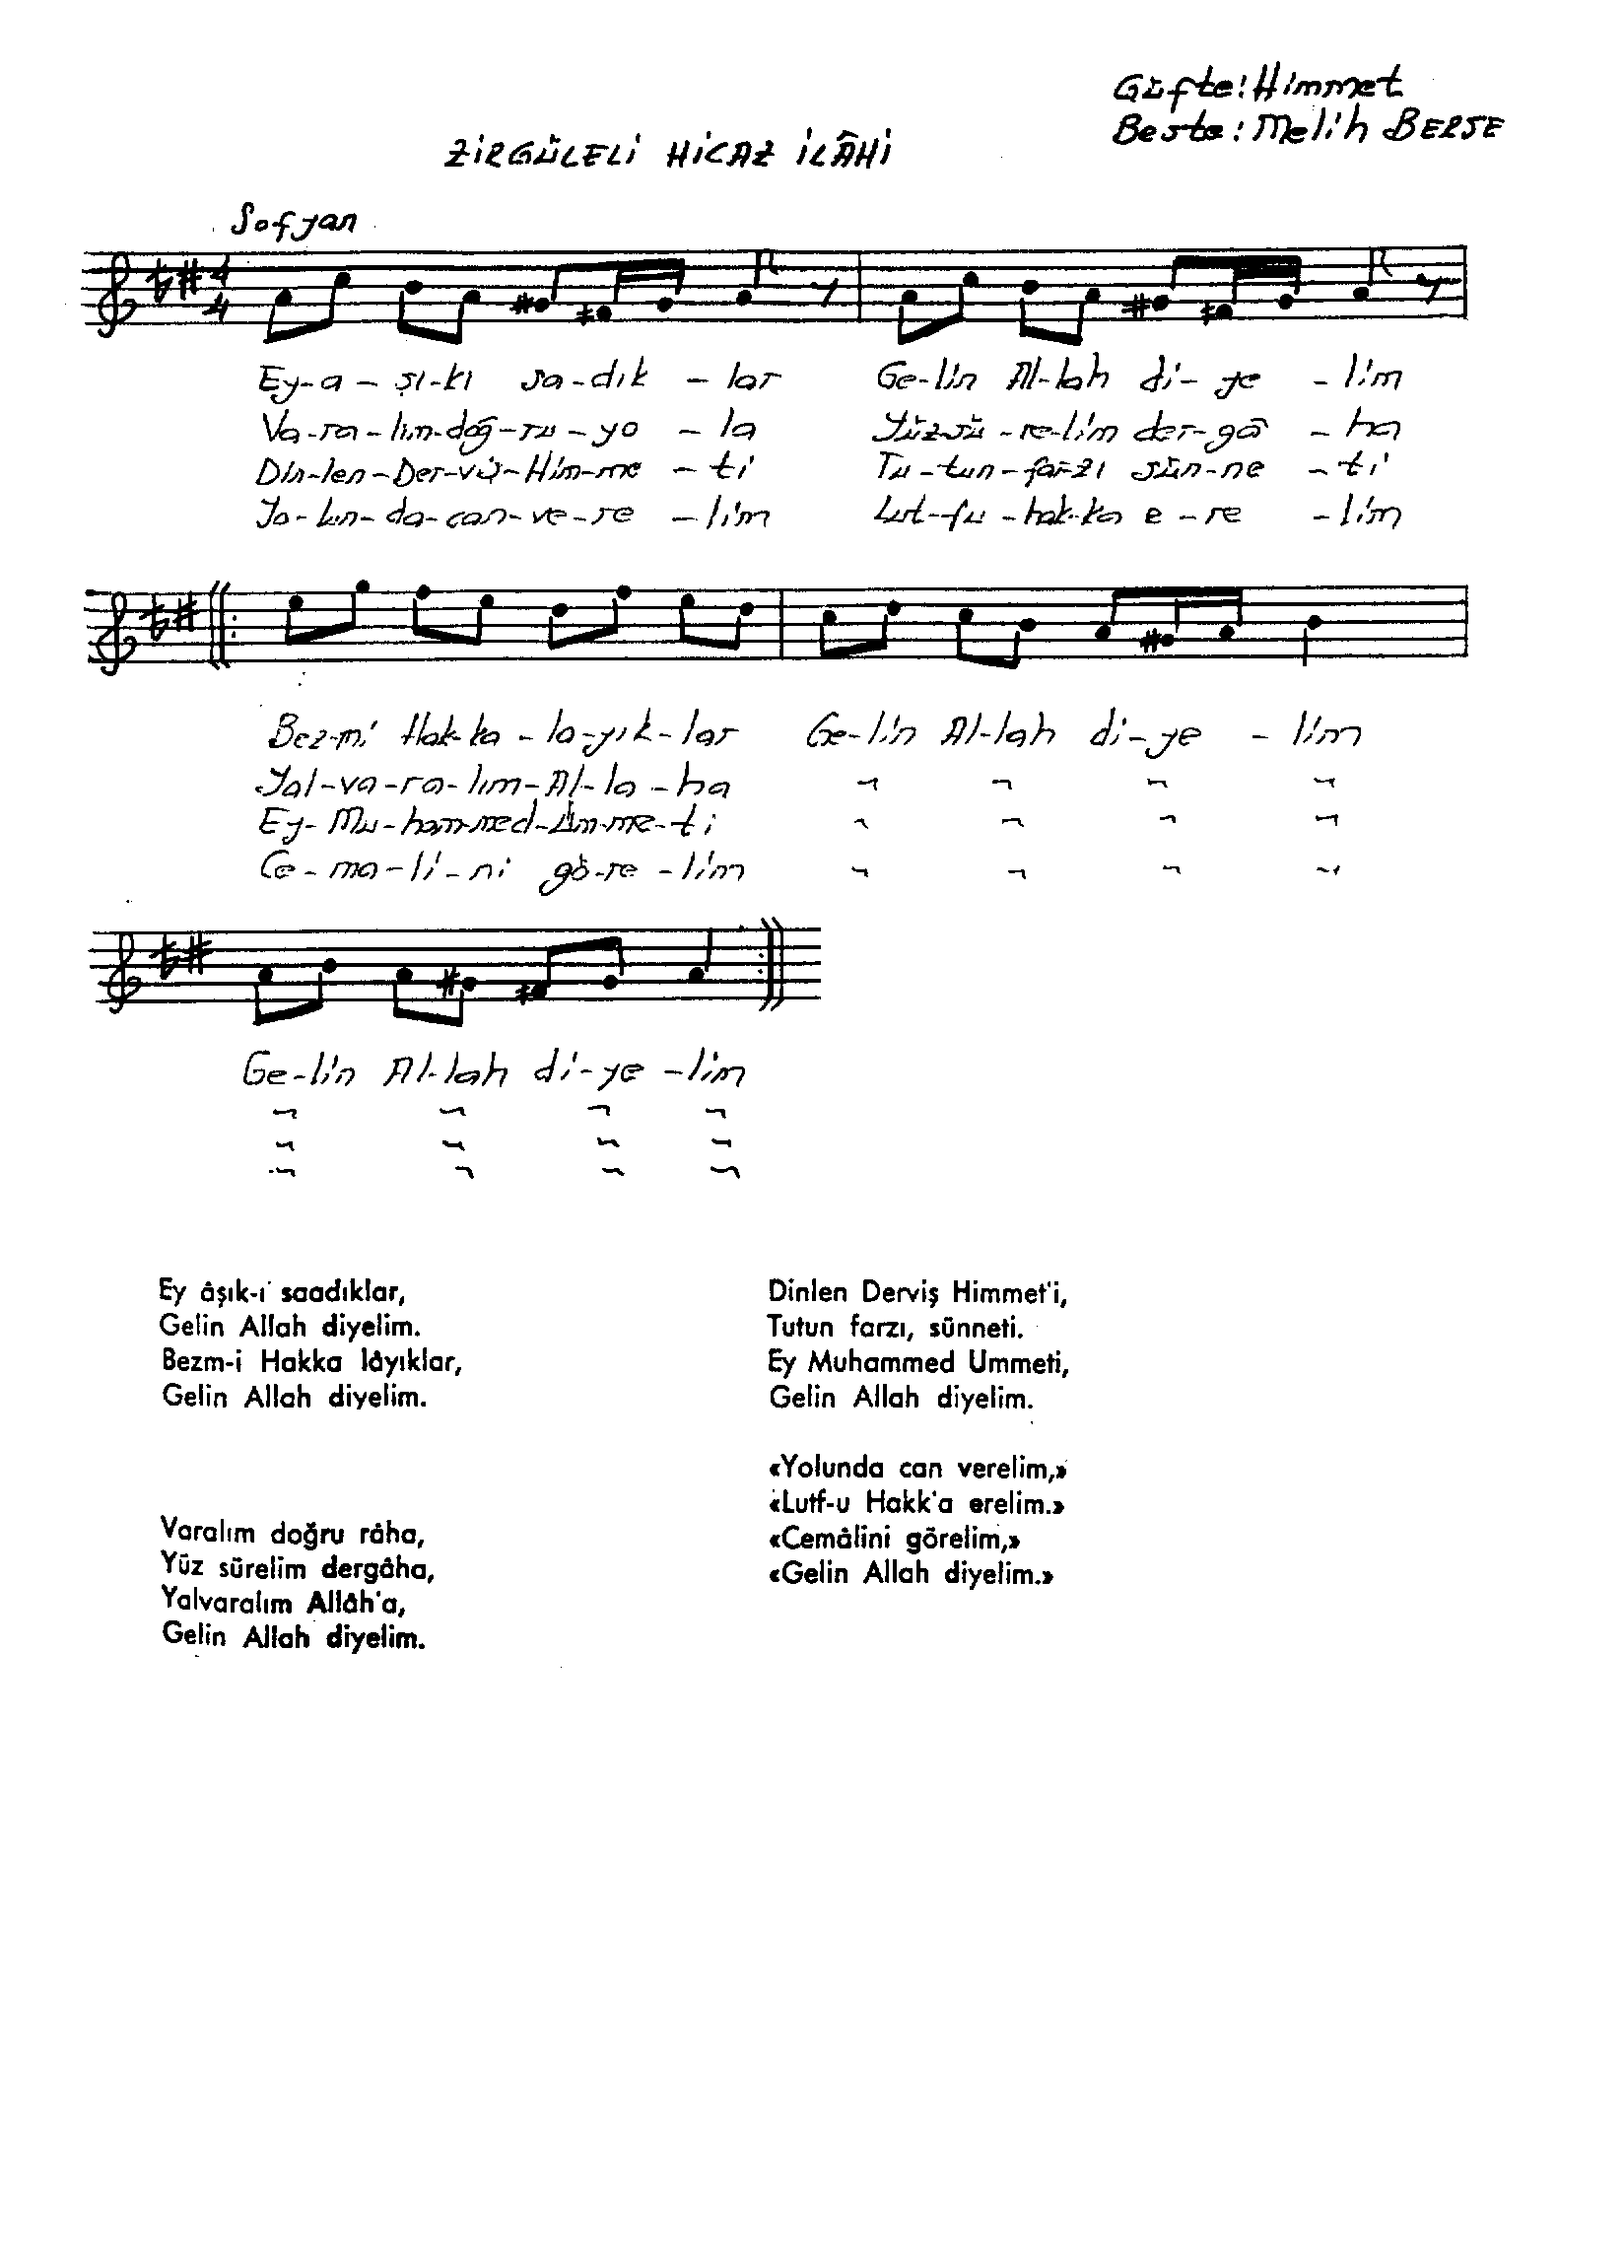 Güfte: Himmet
Beste: Melih BERSE
ZİRGÜLELİ HİCAZ İLÂHİ
Sofyan
4
4
Ey-a-şı-kı sa-dık-lar Ge-lin Al-lah di-ye-lim
Va-ra-lım-doğ-ru-yo-la Yüz-sü-re-lim der-gâ-ha
Din-len-Der-viş-Him-me-ti Tu-tun-far-zı sün-ne-ti
Yo-lun-da-can-ve-re-lim Lut-fu-hak-ka e-re-lim
Bez-mi Hak-ka-la-yık-lar Ge-lin Al-lah di-ye-lim
Yal-va-ra-lım-Al-la-ha
Ey-Mu-ham-med-Üm-me-ti
Ce-ma-li-ni gö-re-lim
Ge-lin Al-lah di-ye-lim
Ey âşık-ı saadıklar,
Gelin Allah diyelim.
Bezm-i Hakka lâyıklar,
Gelin Allah diyelim.
Varalım doğru râha,
Yüz sürelim dergâha,
Yalvaralım Allâh'a,
Gelin Allah diyelim.
Dinlen Derviş Himmet'i,
Tutun farzı, sünneti.
Ey Muhammed Ummeti,
Gelin Allah diyelim.
«Yolunda can verelim,»
«Lutf-u Hakk'a erelim.»
«Cemâlini görelim,»
«Gelin Allah diyelim.»